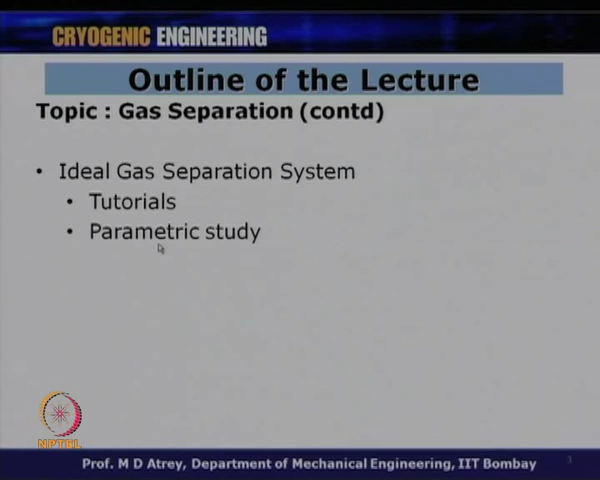 CRYOGENIC ENGINEERING
Outline of the Lecture
Topic : Gas Separation (contd)
• Ideal Gas Separation System
• Tutorials
• Parametric study
NPTEL
Prof. M D Atrey, Department of Mechanical Engineering, IIT Bombay
3